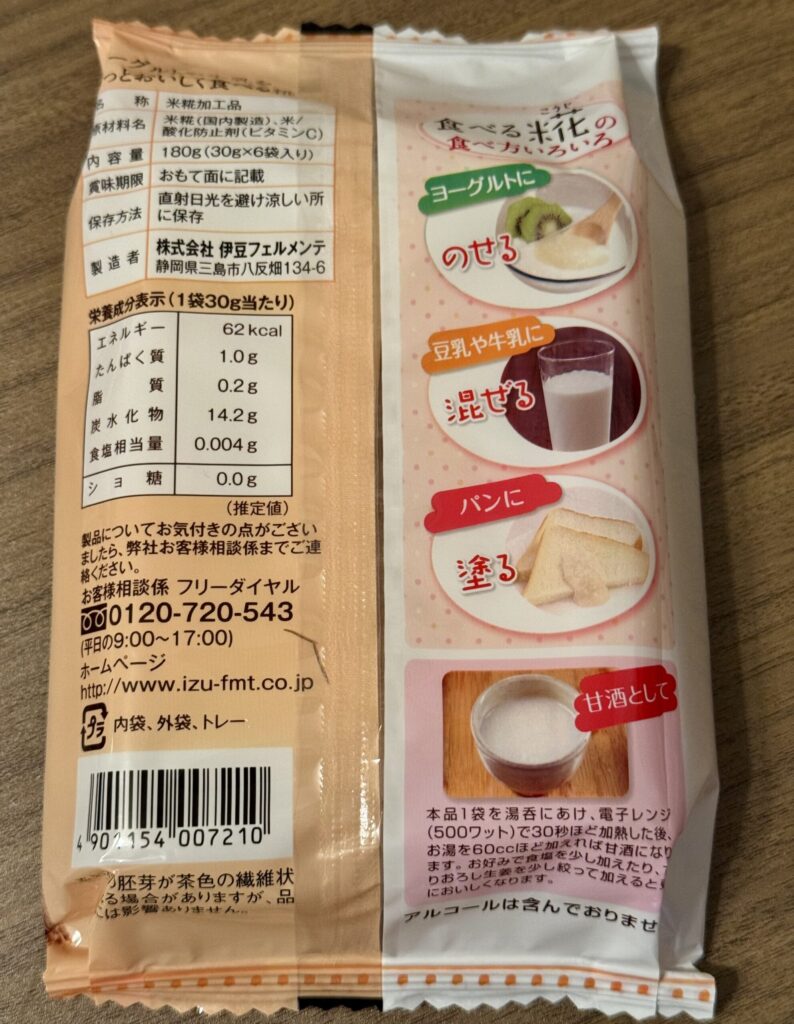 っとおいしく食べる
名称 米糀加工品
原材料名 米糀(国内製造)、米/
酸化防止剤(ビタミンC)
内容量 180g(30g×6袋入り)
賞味期限 おもて面に記載
保存方法 直射日光を避け涼しい所
に保存
製造者 株式会社 伊豆フェルメンテ
静岡県三島市八反畑134-6
栄養成分表示(1袋30g当たり)
エネルギー 62kcal
たんぱく質 1.0g
脂質 0.2g
炭水化物 14.2g
食塩相当量 0.004g
ショ糖 0.0g
(推定値)
製品についてお気付きの点がござい
ましたら、弊社お客様相談係までご連
絡ください。
お客様相談係 フリーダイヤル
0120-720-543
(平日の9:00〜17:00)
ホームページ
http://www.izu-fmt.co.jp
プラ 内袋、外袋、トレー
4 902154 007210
の胚芽が茶色の繊維状
る場合がありますが、品
は影響ありません。
こうじ
食べる糀の
食べ方いろいろ
ヨーグルトに
のせる
豆乳や牛乳に
混ぜる
パンに
塗る
甘酒として
本品1袋を湯呑にあけ、電子レンジ
(500ワット)で30秒ほど加熱した後、
お湯を60ccほど加えれば甘酒になり
ます。お好みで食塩を少し加えたり、
りおろし生姜を少し絞って加えると
においしくなります。
アルコールは含んでおりませ